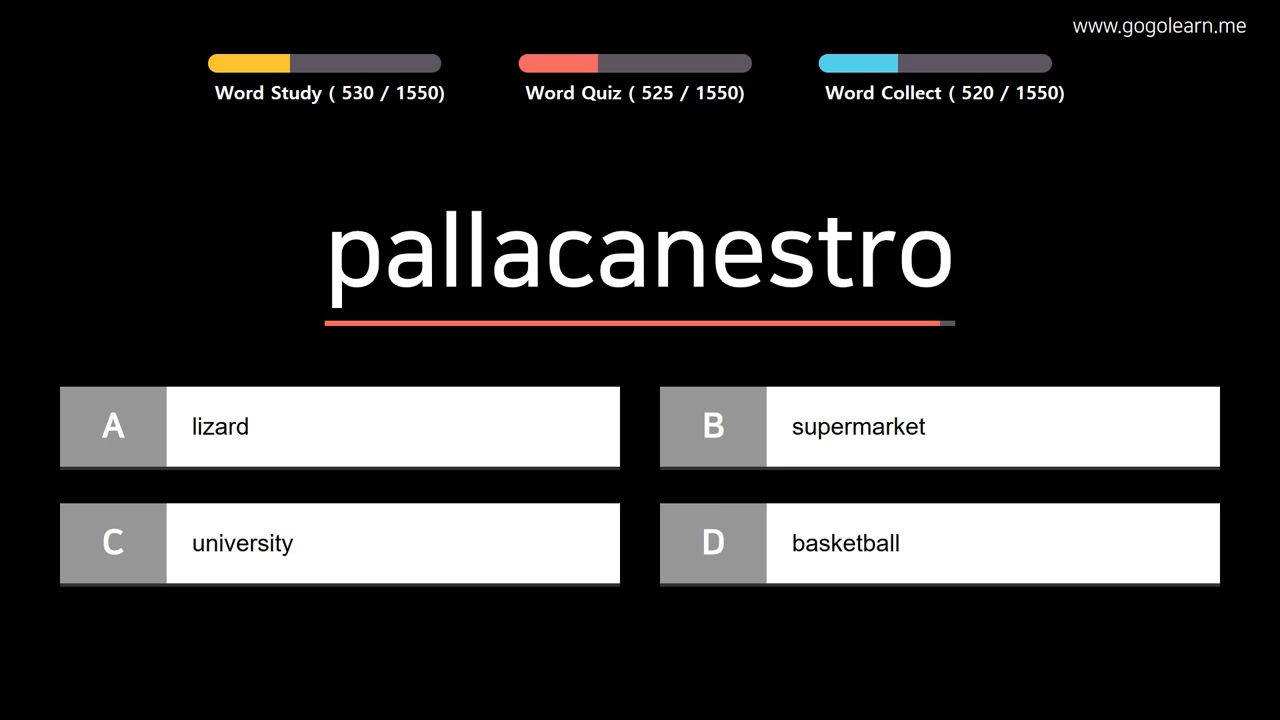 www.gogolearn.me
Word Study ( 530 / 1550)
Word Quiz ( 525 / 1550)
Word Collect ( 520 / 1550)
pallacanestro
A lizard
B supermarket
C university
D basketball